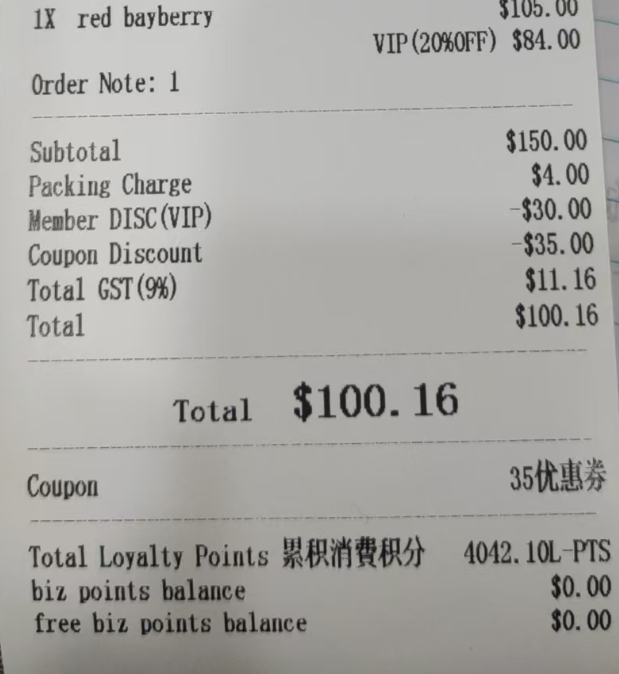 $105.00
1X red bayberry
VIP(20%OFF) $84.00
Order Note: 1
Subtotal $150.00
Packing Charge $4.00
Member DISC(VIP) -$30.00
Coupon Discount -$35.00
Total GST(9%) $11.16
Total $100.16
Total $100.16
Coupon 35优惠券
Total Loyalty Points 累积消費积分 4042.10L-PTS
biz points balance $0.00
free biz points balance $0.00